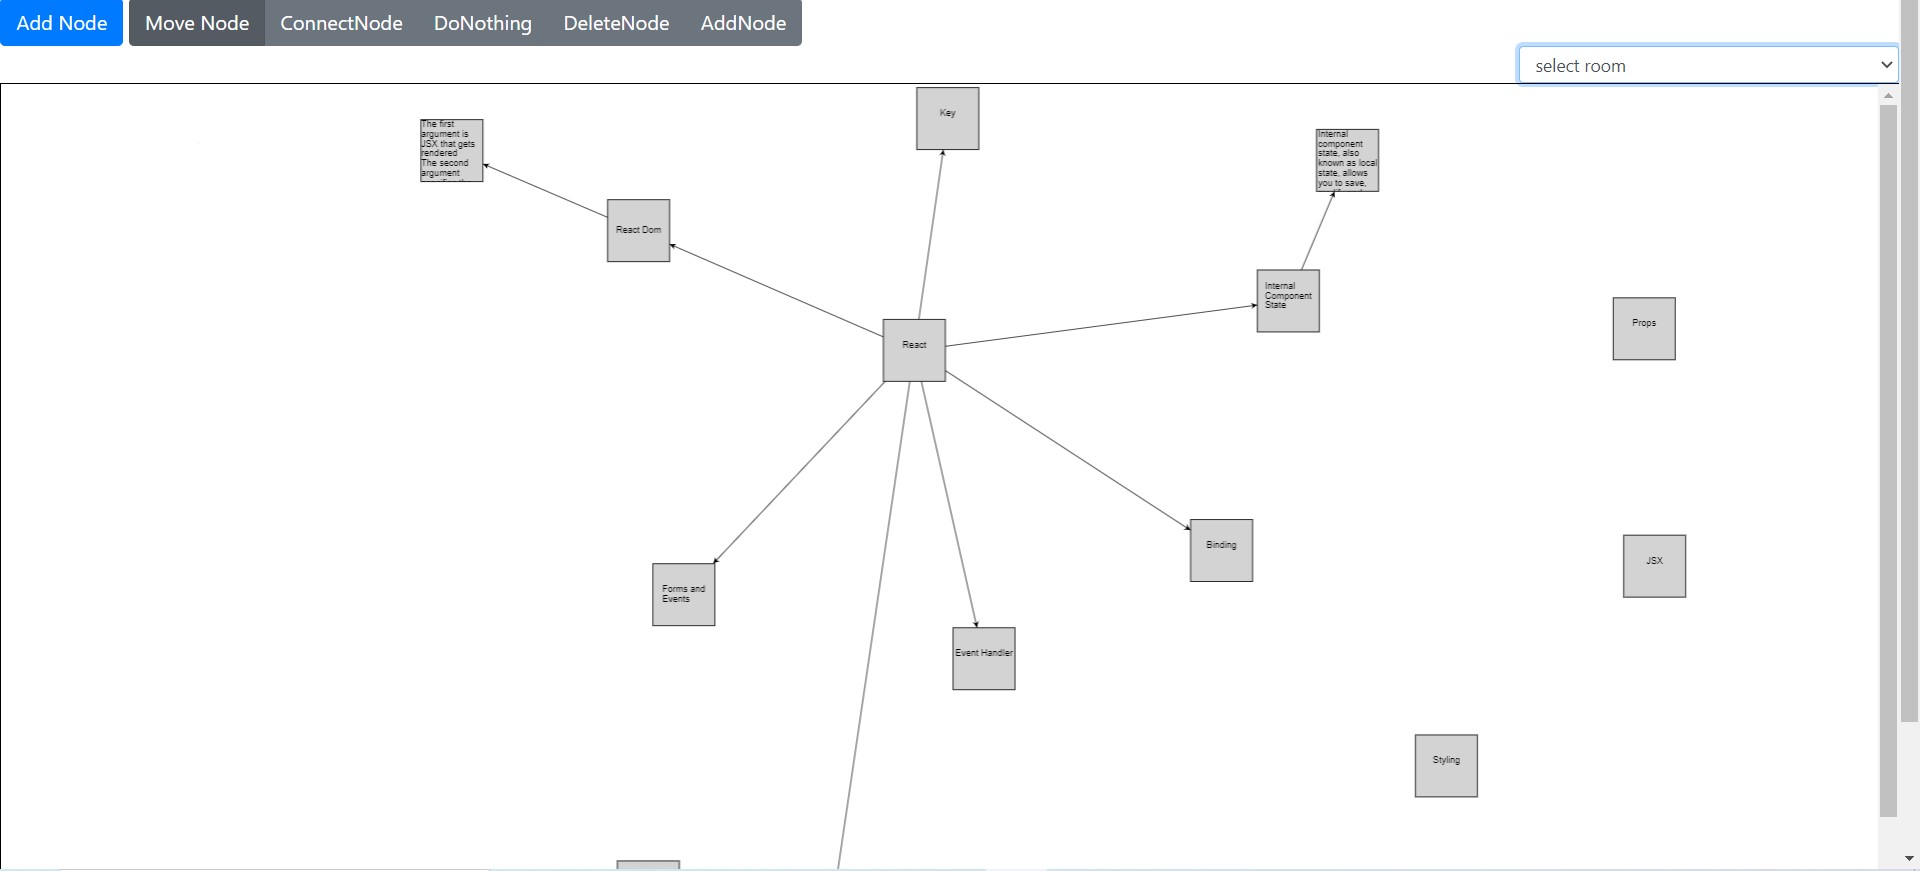 Add Node
Move Node
ConnectNode
DoNothing
DeleteNode
AddNode
select room
The first
argument is
JSX that gets
rendered
The second
argument
Key
Internal
component
state, also
known as local
state, allows
you to save,
React Dom
Internal
Component
State
React
Props
Binding
JSX
Forms and
Events
Event Handler
Styling